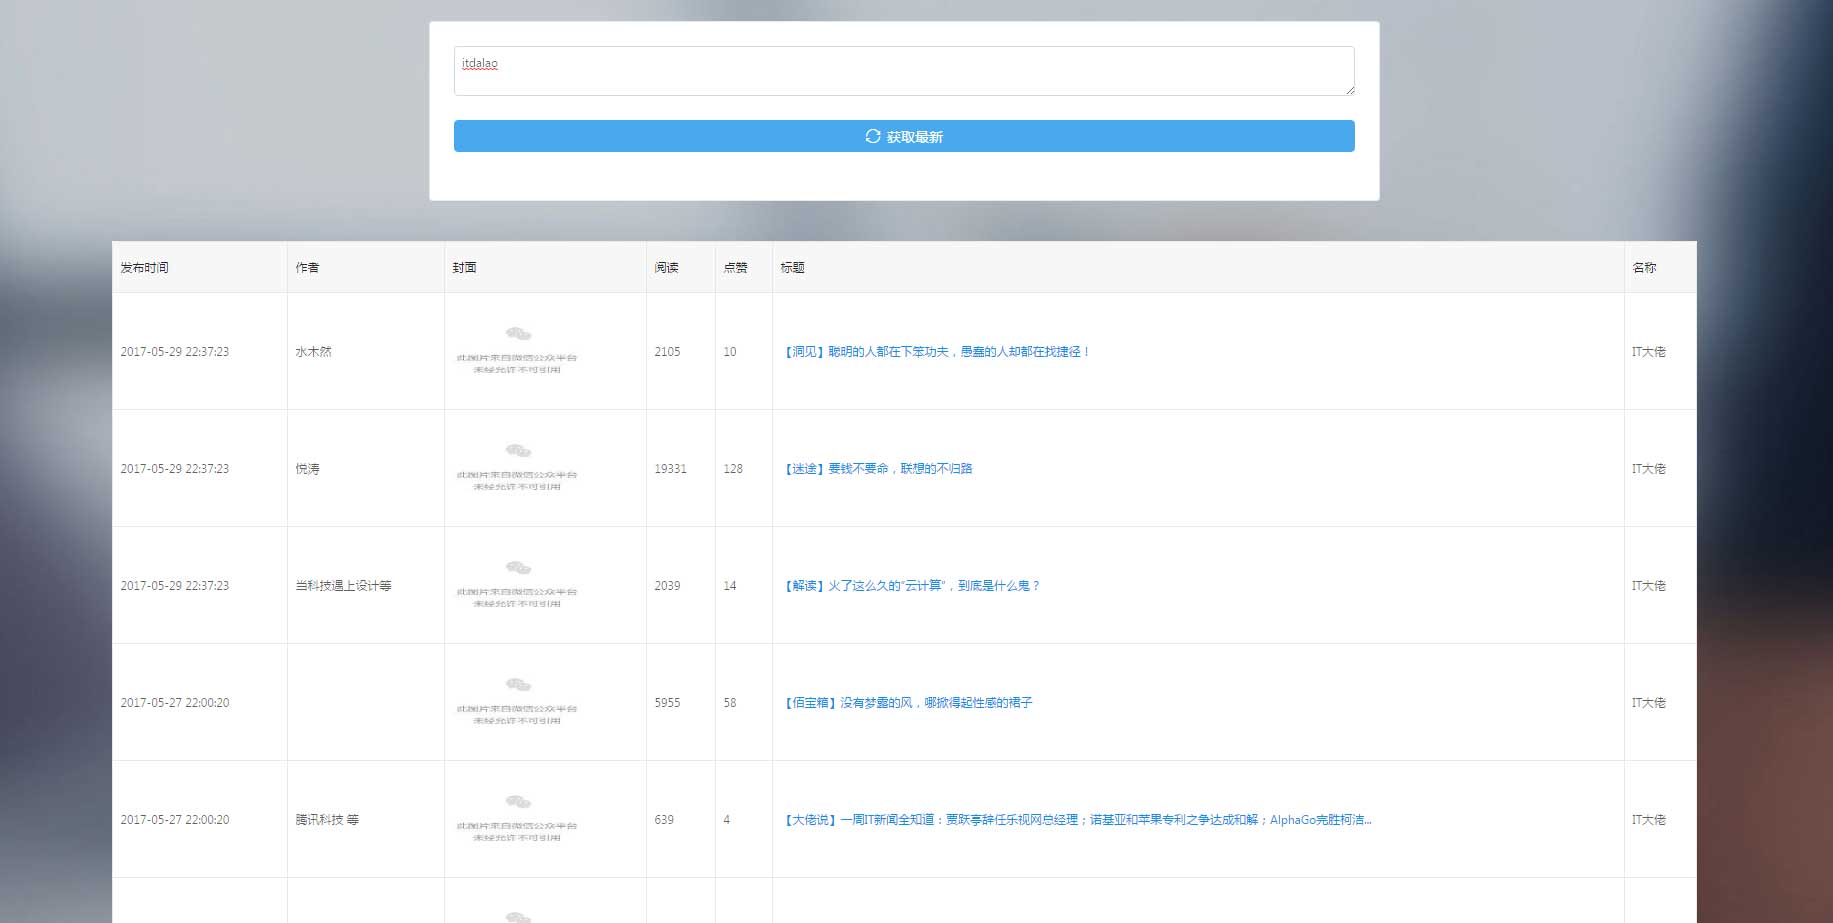 itdalao
获取最新
发布时间 作者 封面 阅读 点赞 标题 名称
此图片来自微信公众平台
2017-05-29 22:37:23 水木然 2105 10 【洞见】聪明的人都在下笨功夫，愚蠢的人却都在找捷径！ IT大佬
未经允许不可引用
此图片来自微信公众平台
2017-05-29 22:37:23 悦涛 19331 128 【迷途】要钱不要命，联想的不归路 IT大佬
未经允许不可引用
此图片来自微信公众平台
2017-05-29 22:37:23 当科技遇上设计等 2039 14 【解读】火了这么久的“云计算”，到底是什么鬼？ IT大佬
未经允许不可引用
此图片来自微信公众平台
2017-05-27 22:00:20 5955 58 【佰宝箱】没有梦露的风，哪掀得起性感的裙子 IT大佬
未经允许不可引用
此图片来自微信公众平台
2017-05-27 22:00:20 腾讯科技 等 639 4 【大佬说】一周IT新闻全知道：贾跃亭辞任乐视网总经理；诺基亚和苹果专利之争达成和解；AlphaGo完胜柯洁... IT大佬
未经允许不可引用